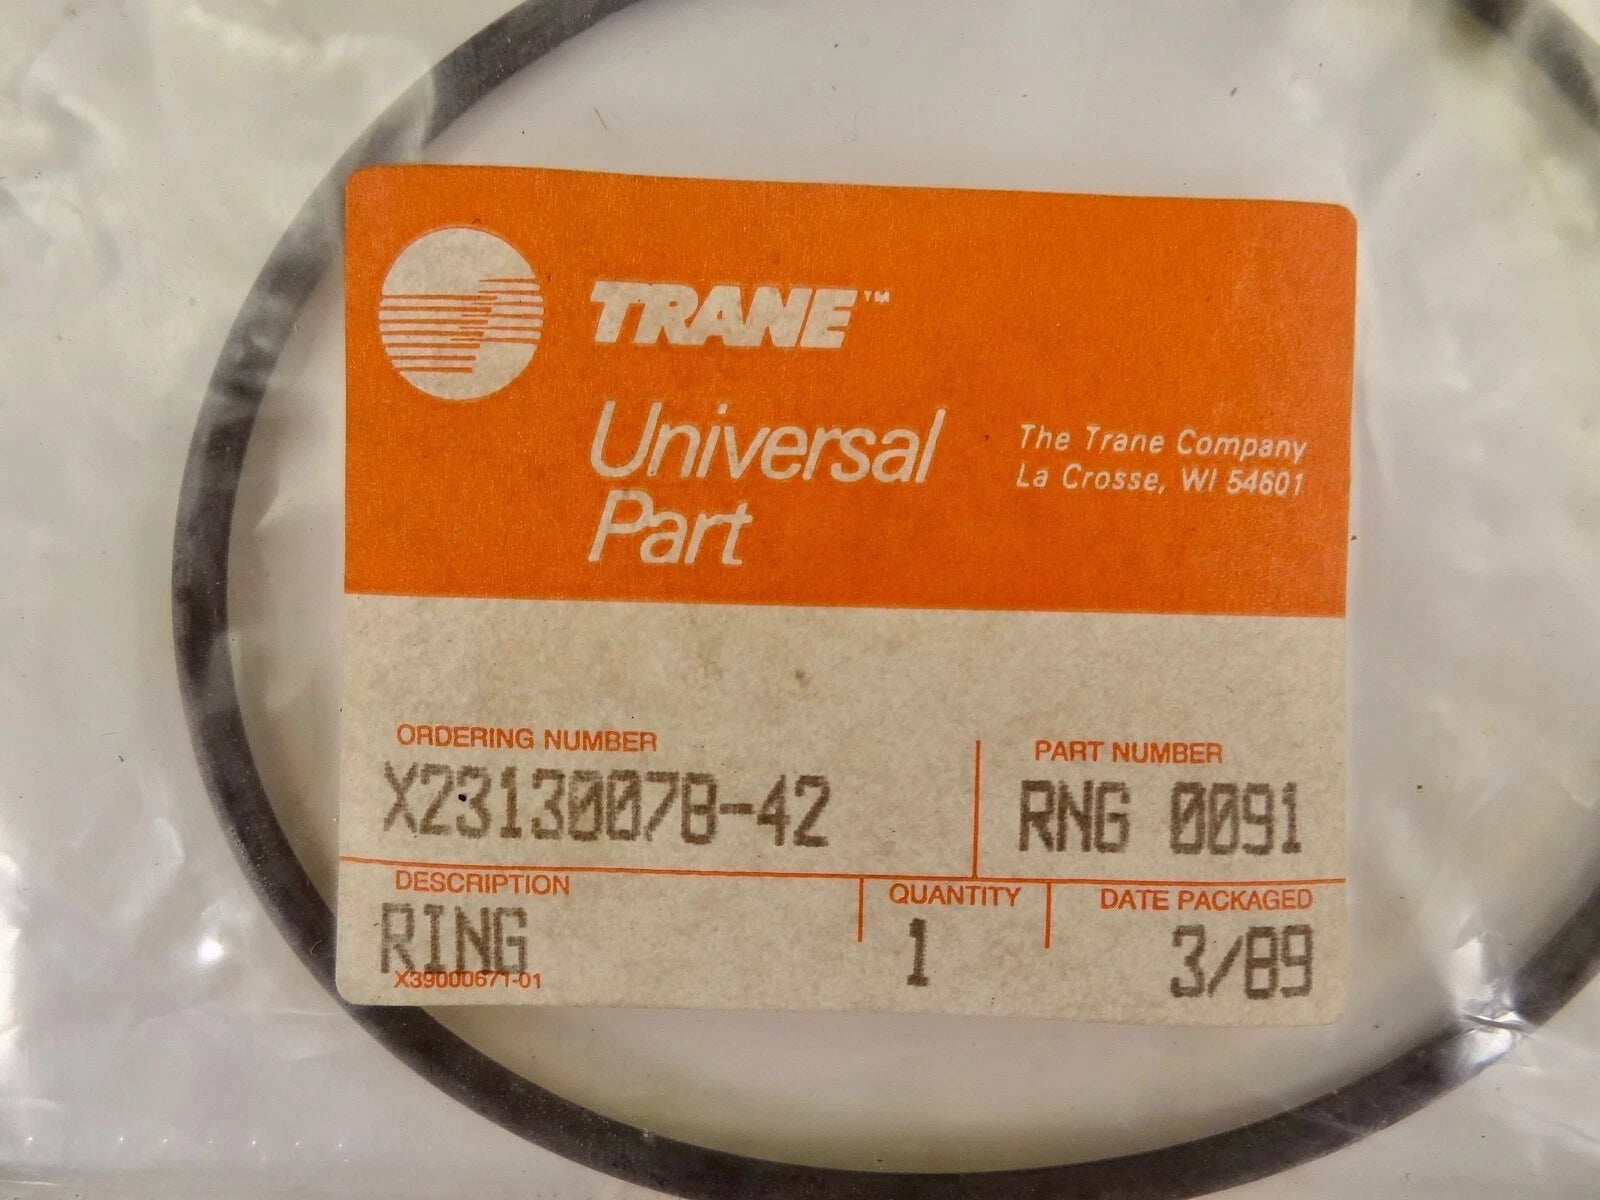 TRANE™
Universal
Part
The Trane Company
La Crosse, WI 54601
ORDERING NUMBER
X23130078-42
PART NUMBER
RNG 0091
DESCRIPTION
RING
QUANTITY
1
DATE PACKAGED
3/89
X39000671-01